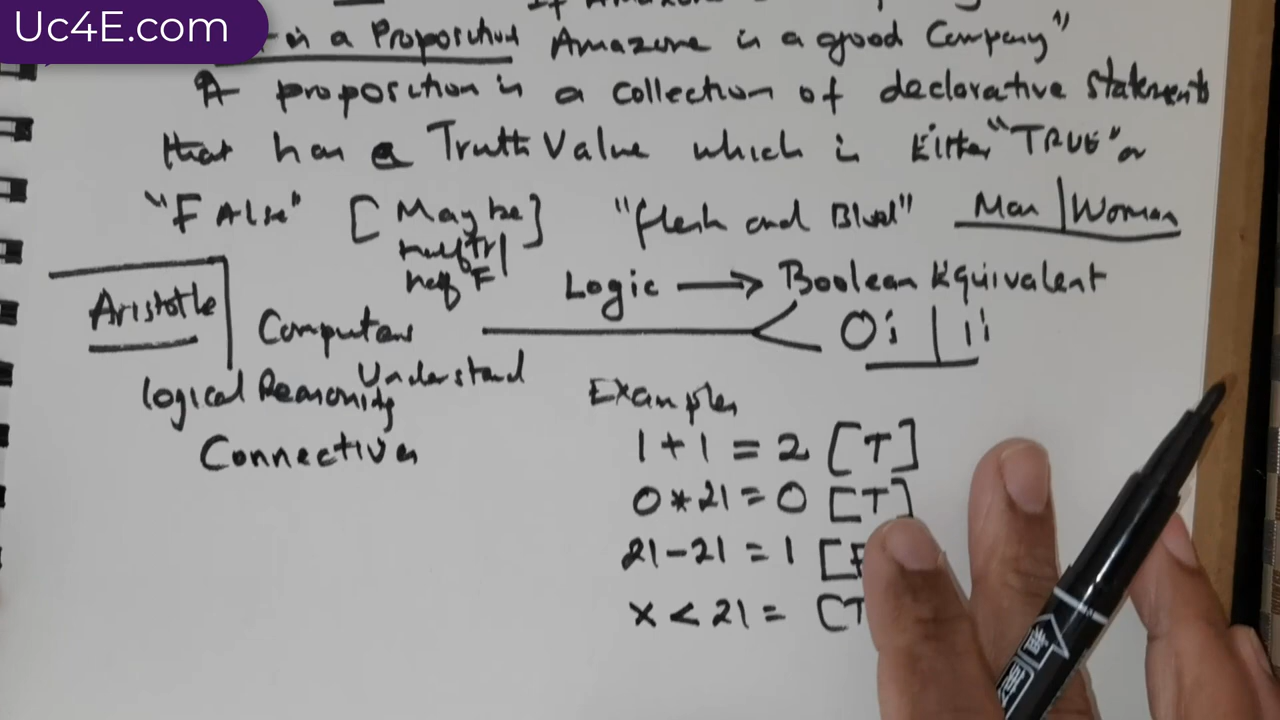 Uc4E.com
is a Proposition Amazone is a good Company"
A proposition is a collection of declarative statements
that has a Truth Value which is Either "TRUE" or
"FAlse" [Maybe] "flesh and Blood" Man | Woman
half Tr
half F
Logic → Boolean Equivalent
Aristotle
Computers 0; | 1;
Understand
logical Reasoning
Connectives
Examples
1 + 1 = 2 [T]
0 * 21 = 0 [T]
21 - 21 = 1 [F
x < 21 = [T